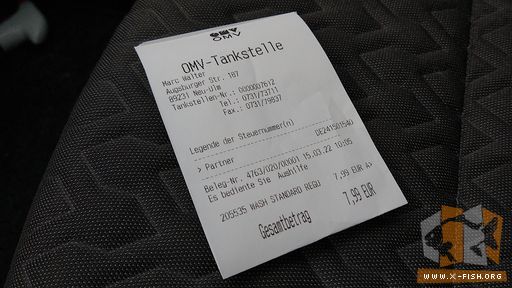 OMV
OMV-Tankstelle
Marc Walter
Augsburger Str. 187
89231 Neu-Ulm
Tankstellen-Nr.: 0000007612
Tel.: 0731/73711
Fax.: 0731/79837
Legende der Steuernummer(n)
> Partner DE241501540
Beleg-Nr. 4763/020/00001 15.03.22 10:05
Es bediente Sie Aushilfe
205535 WASH STANDARD REGU 7,99 EUR A*
Gesamtbetrag 7,99 EUR
WWW.X-FISH.ORG